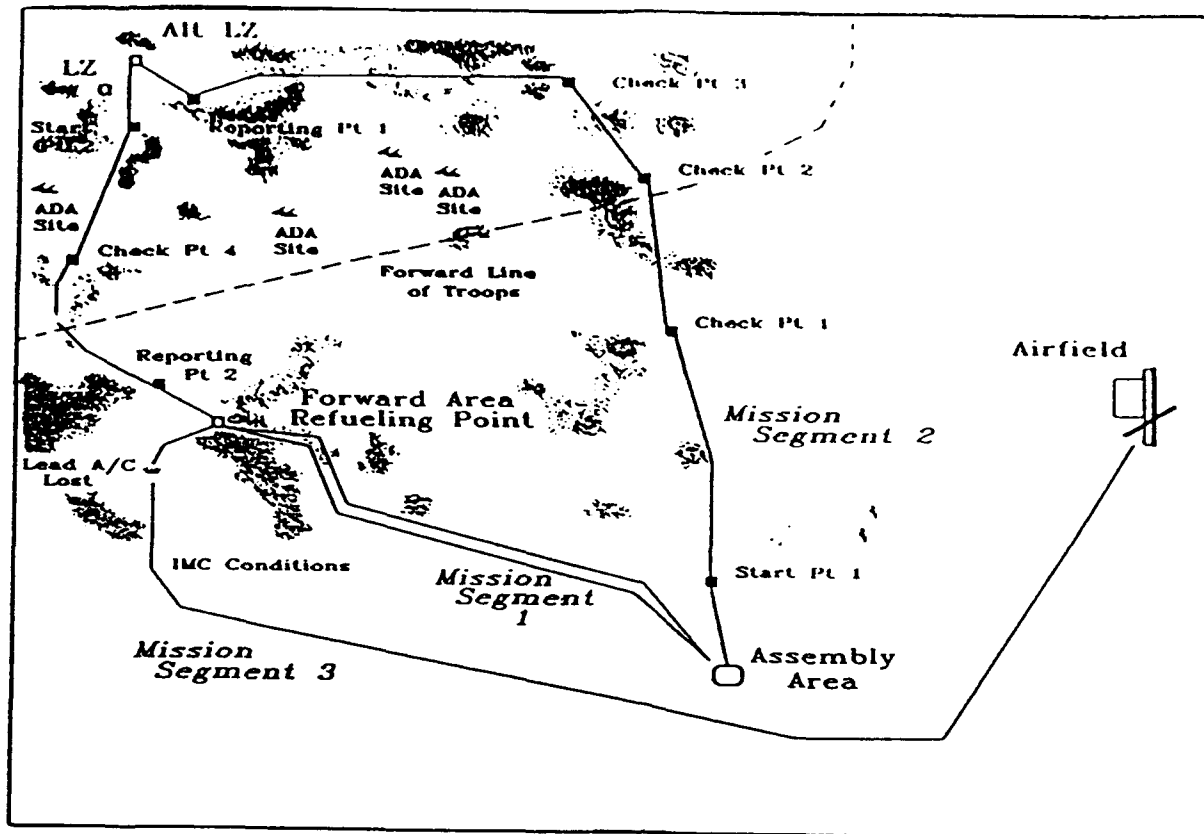 Alt LZ
LZ
Check Pt 3
Reporting Pt 1
Start
Check Pt 2
ADA
Site
ADA
Site
ADA
Site
ADA
Site
Check Pt 4
Forward Line
of Troops
Check Pt 1
Airfield
Reporting
Pt 2
Forward Area
Refueling Point
Mission
Segment 2
Lead A/C
Lost
IMC Conditions
Mission
Segment
1
Start Pt 1
Mission
Segment 3
Assembly
Area